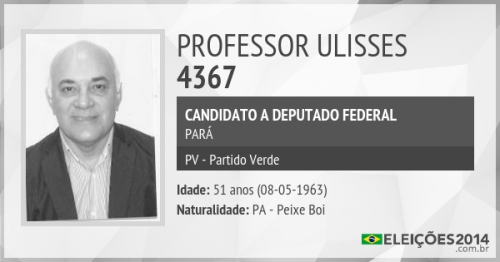 PROFESSOR ULISSES
4367
CANDIDATO A DEPUTADO FEDERAL
PARÁ
PV - Partido Verde
Idade: 51 anos (08-05-1963)
Naturalidade: PA - Peixe Boi
ELEIÇÕES2014
.com.br